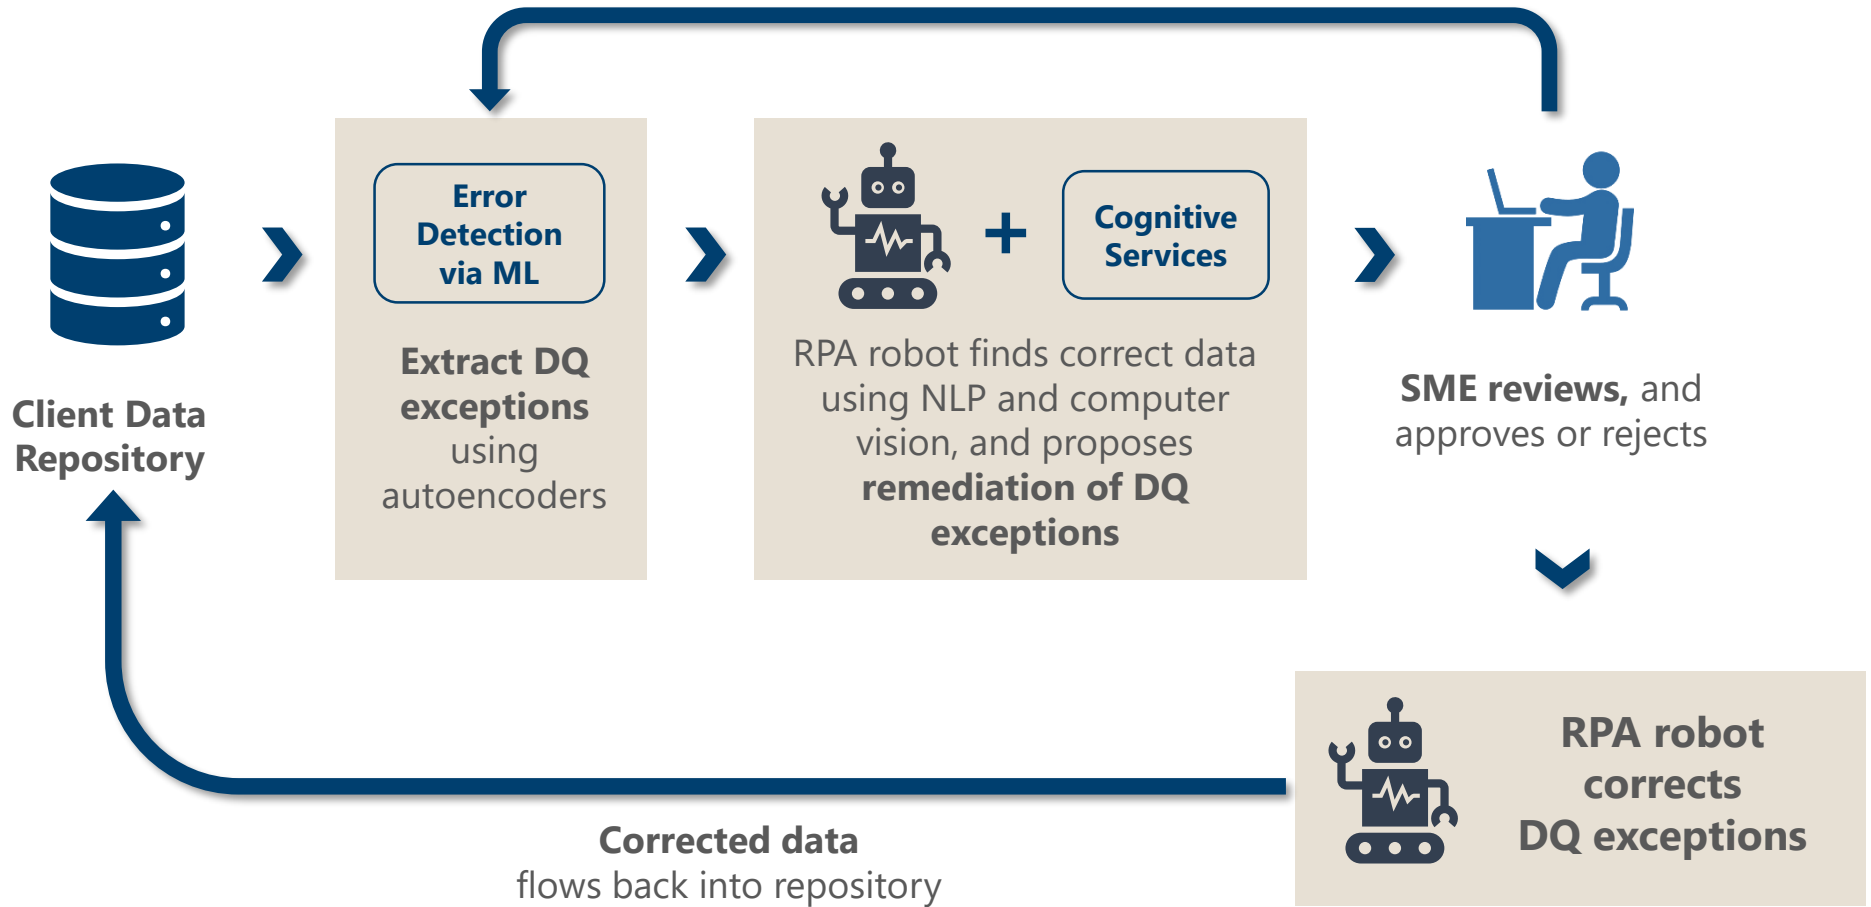 Client Data
Repository
Error
Detection
via ML
Extract DQ
exceptions
using
autoencoders
Cognitive
Services
RPA robot finds correct data
using NLP and computer
vision, and proposes
remediation of DQ
exceptions
SME reviews, and
approves or rejects
RPA robot
corrects
DQ exceptions
Corrected data
flows back into repository